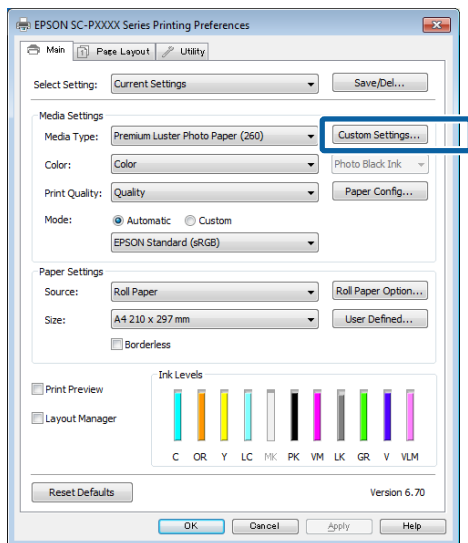 EPSON SC-PXXXX Series Printing Preferences
Main Page Layout Utility
Select Setting: Current Settings Save/Del...
Media Settings
Media Type: Premium Luster Photo Paper (260) Custom Settings...
Color: Color Photo Black Ink
Print Quality: Quality Paper Config...
Mode: Automatic Custom
EPSON Standard (sRGB)
Paper Settings
Source: Roll Paper Roll Paper Option...
Size: A4 210 x 297 mm User Defined...
Borderless
Ink Levels
Print Preview
Layout Manager
C OR Y LC MK PK VM LK GR V VLM
Reset Defaults Version 6.70
OK Cancel Apply Help